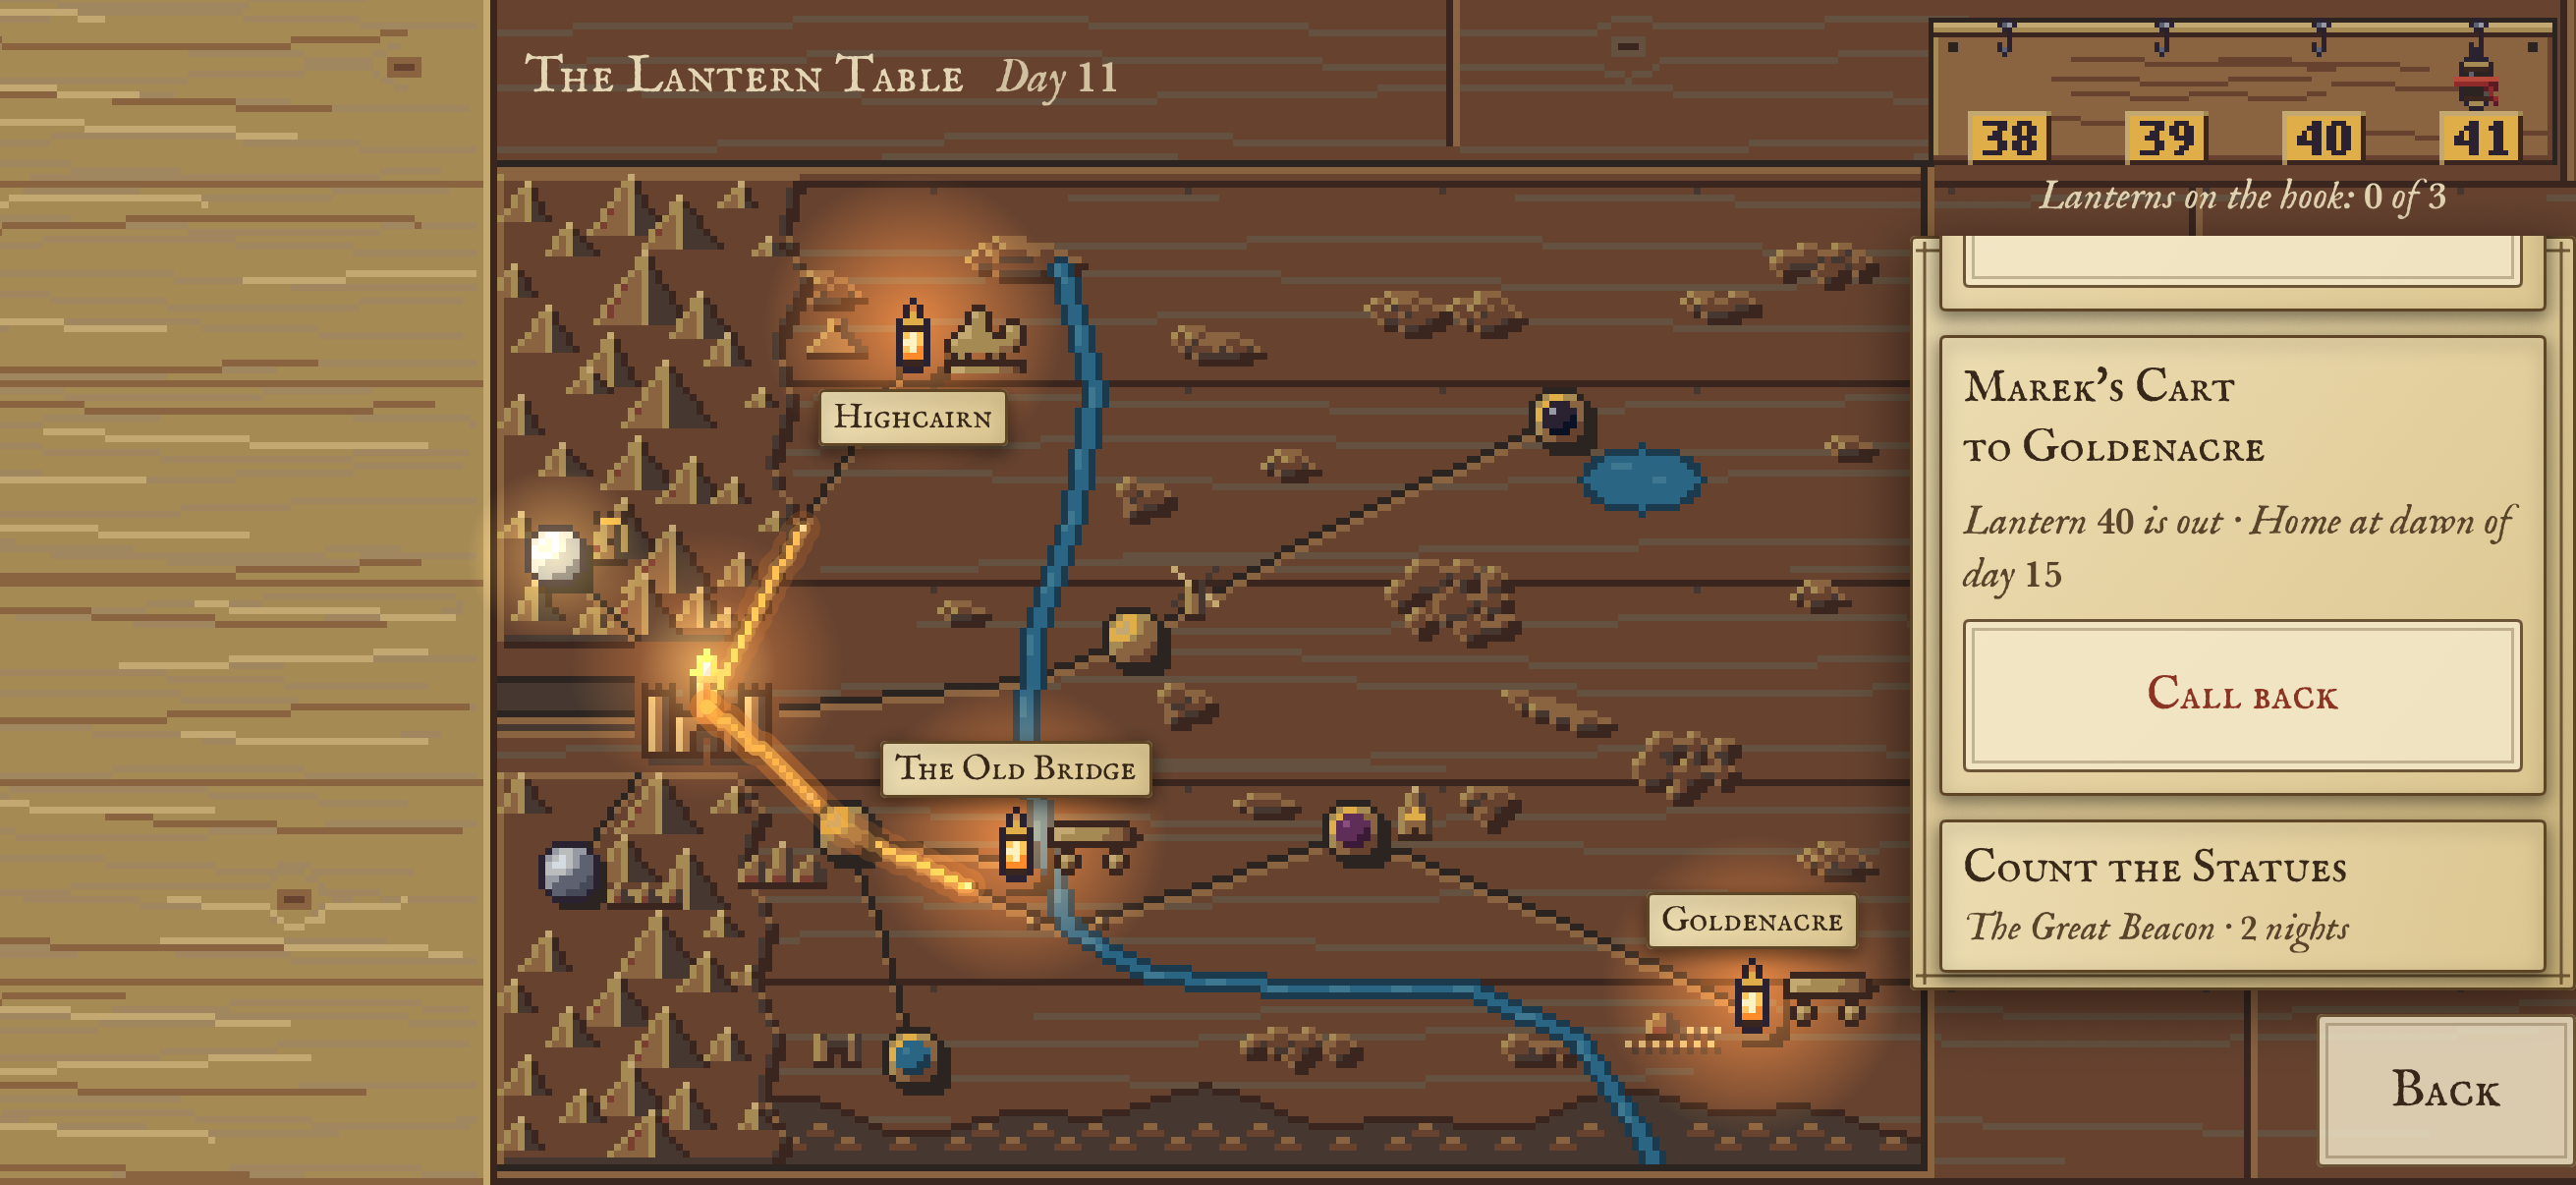 The Lantern Table Day 11
38 39 40 41
Lanterns on the hook: 0 of 3
Highcairn
Marek's Cart
to Goldenacre
Lantern 40 is out · Home at dawn of
day 15
Call back
The Old Bridge
Count the Statues
The Great Beacon · 2 nights
Goldenacre
Back